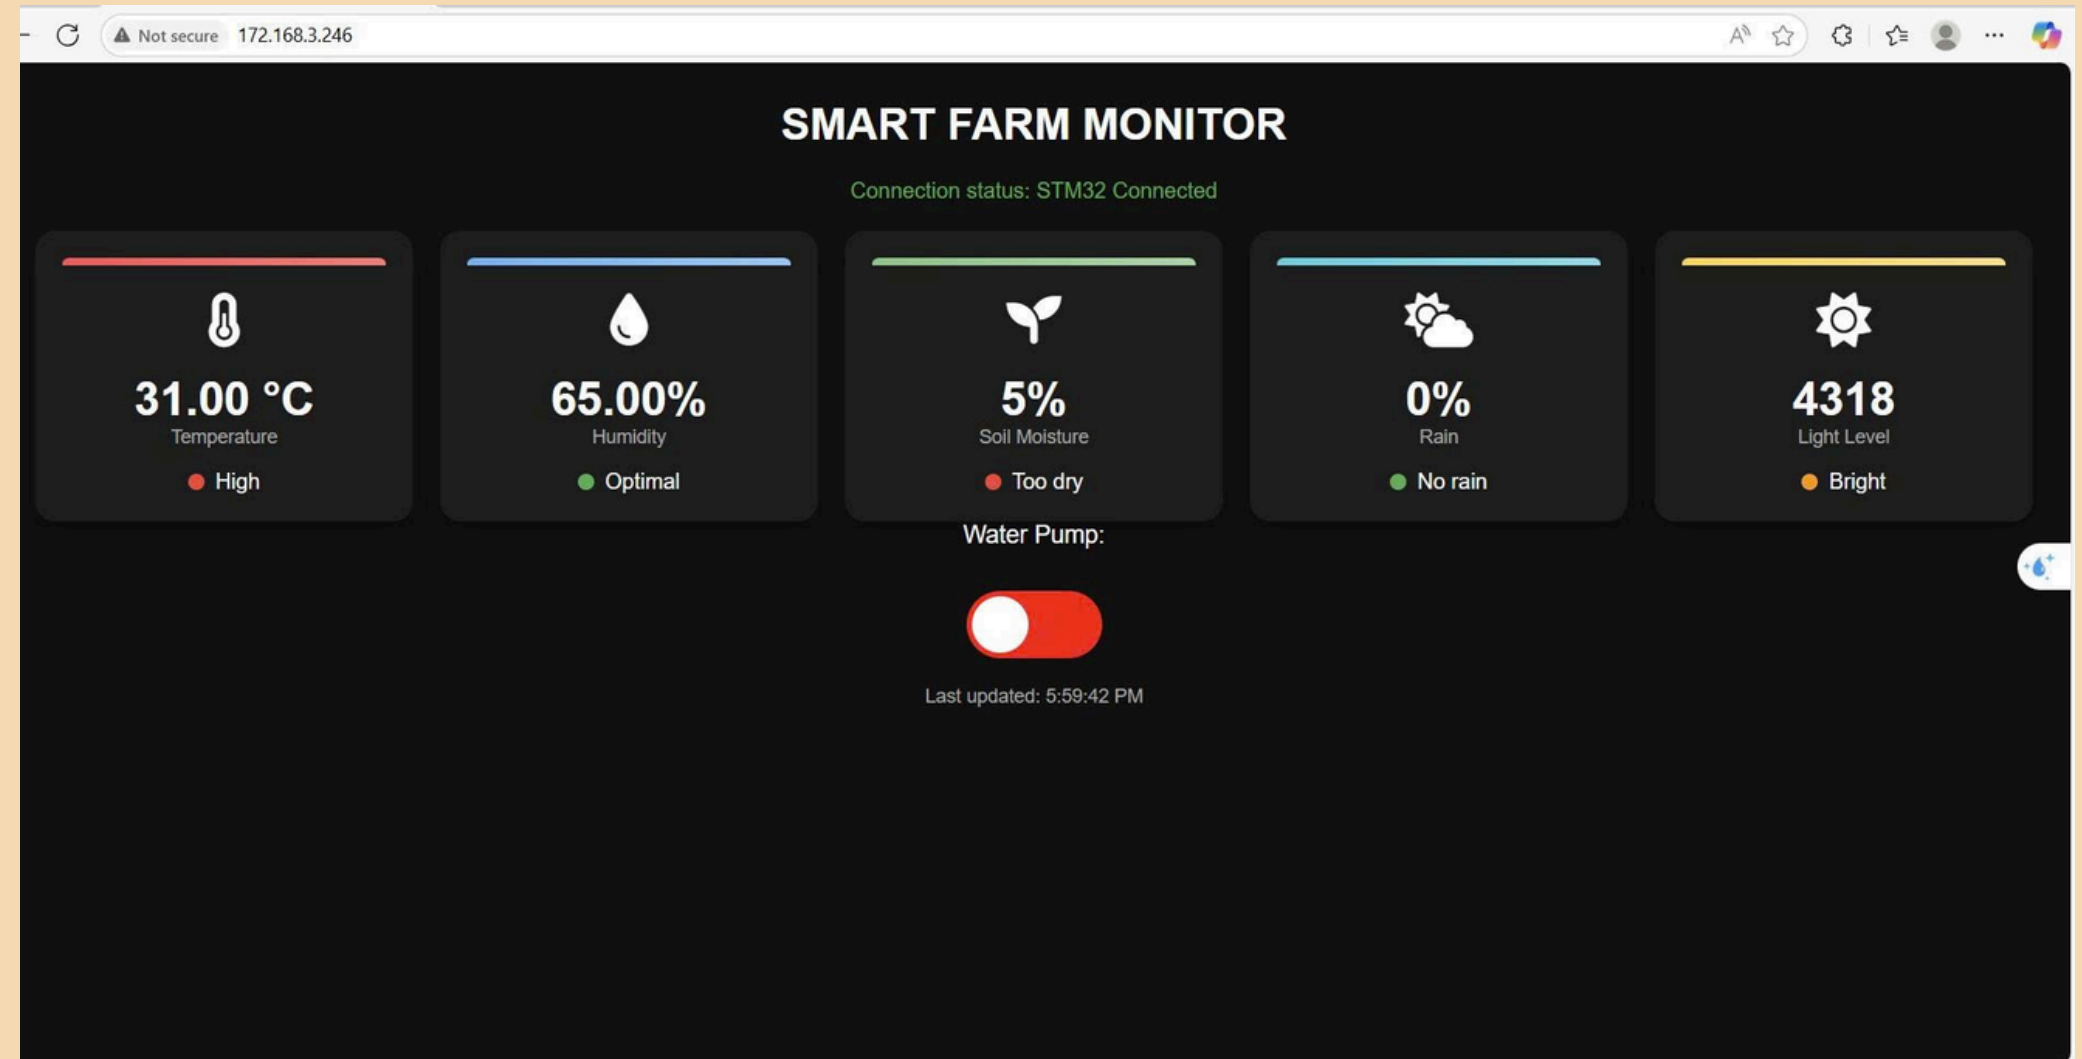 Not secure 172.168.3.246
SMART FARM MONITOR
Connection status: STM32 Connected
31.00 °C
Temperature
High
65.00%
Humidity
Optimal
5%
Soil Moisture
Too dry
0%
Rain
No rain
4318
Light Level
Bright
Water Pump:
Last updated: 5:59:42 PM